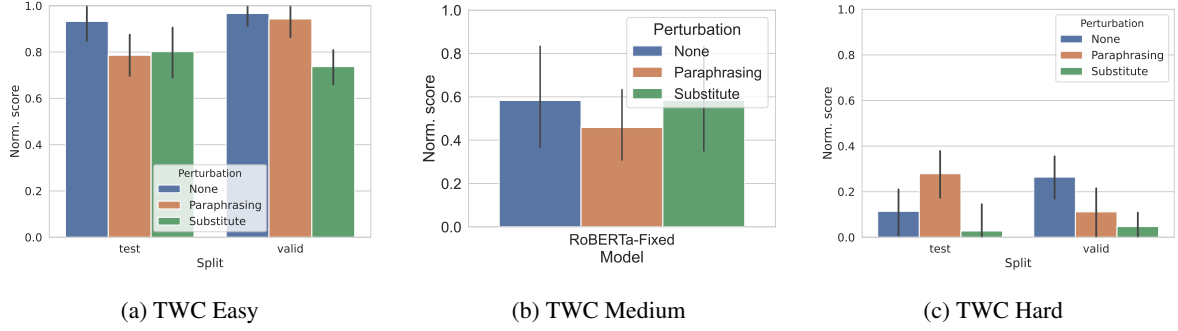 1.0
0.8
0.6
0.4
0.2
0.0
Norm. score
Perturbation
None
Paraphrasing
Substitute
test
valid
Split
(a) TWC Easy
1.0
0.8
0.6
0.4
0.2
0.0
Norm. score
Perturbation
None
Paraphrasing
Substitute
RoBERTa-Fixed
Model
(b) TWC Medium
1.0
0.8
0.6
0.4
0.2
0.0
Norm. score
Perturbation
None
Paraphrasing
Substitute
test
valid
Split
(c) TWC Hard